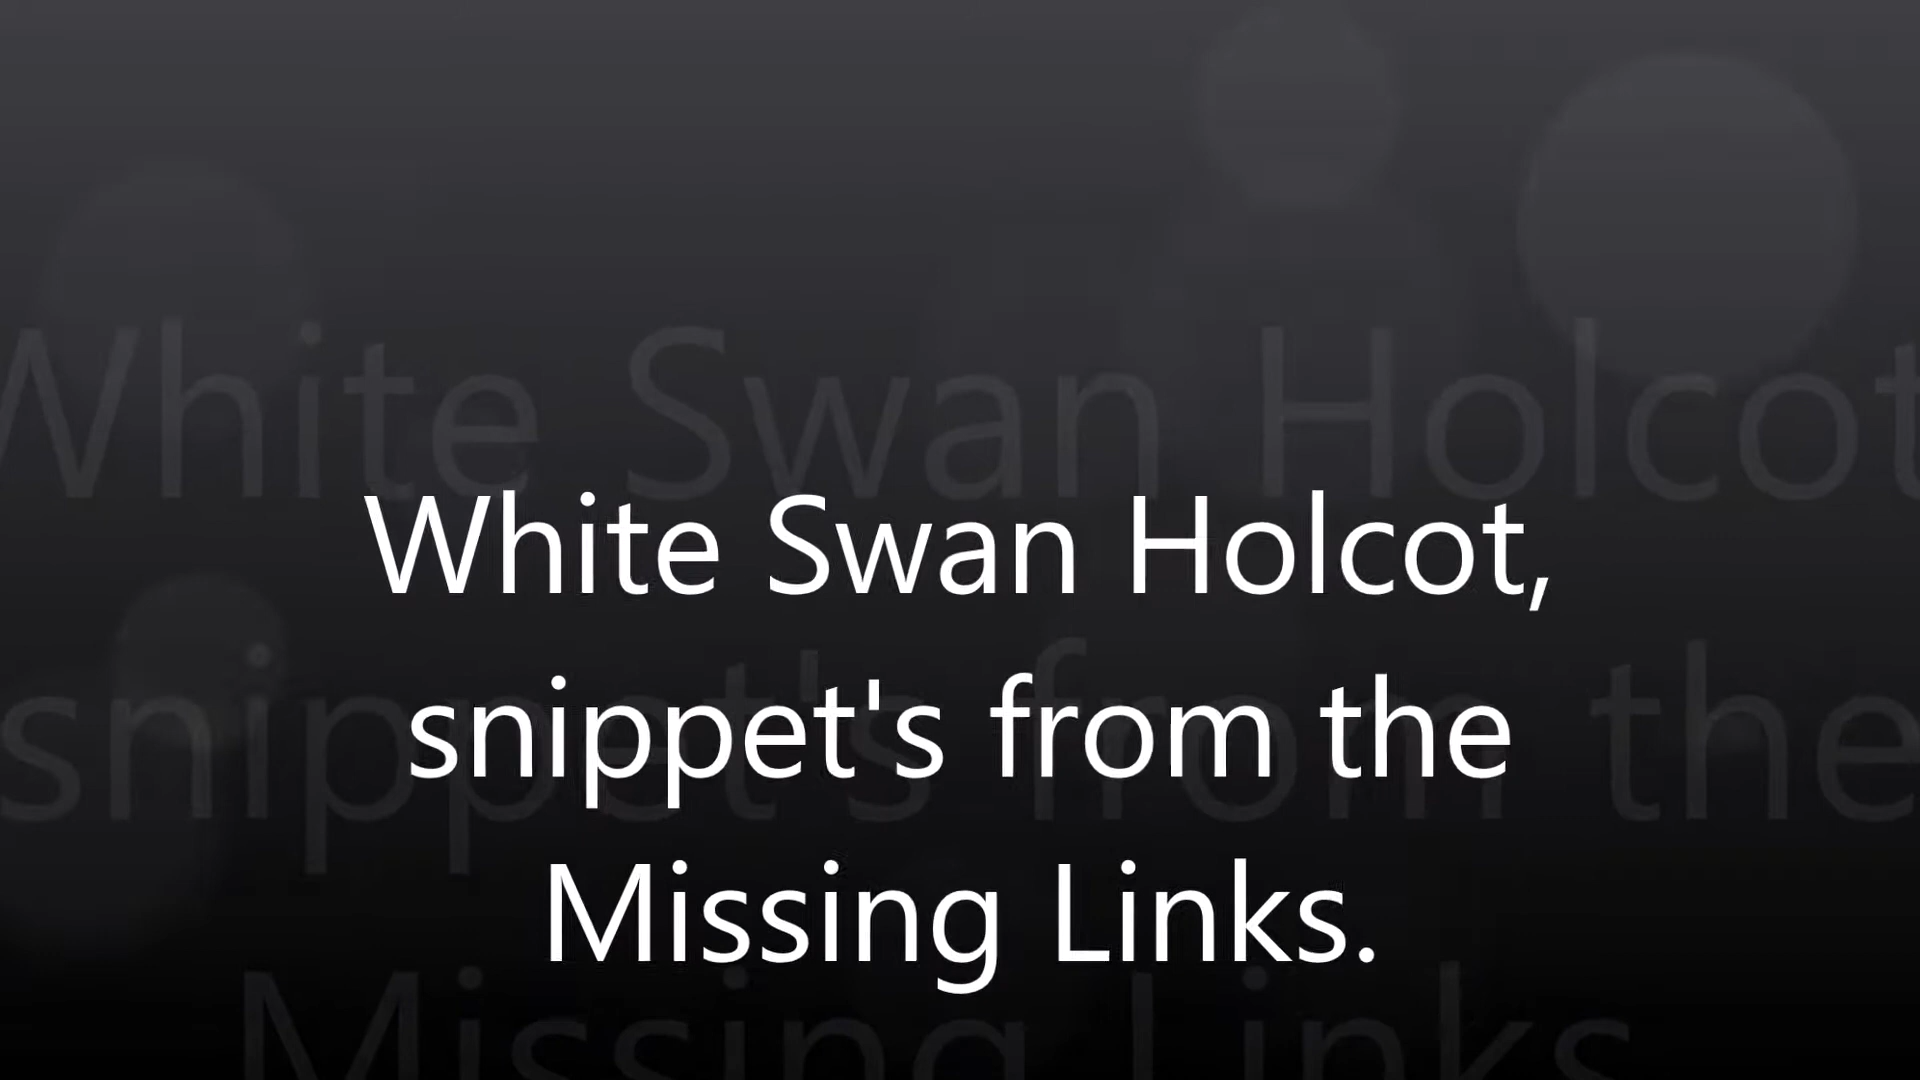 White Swan Holcot,
snippet's from the
Missing Links.